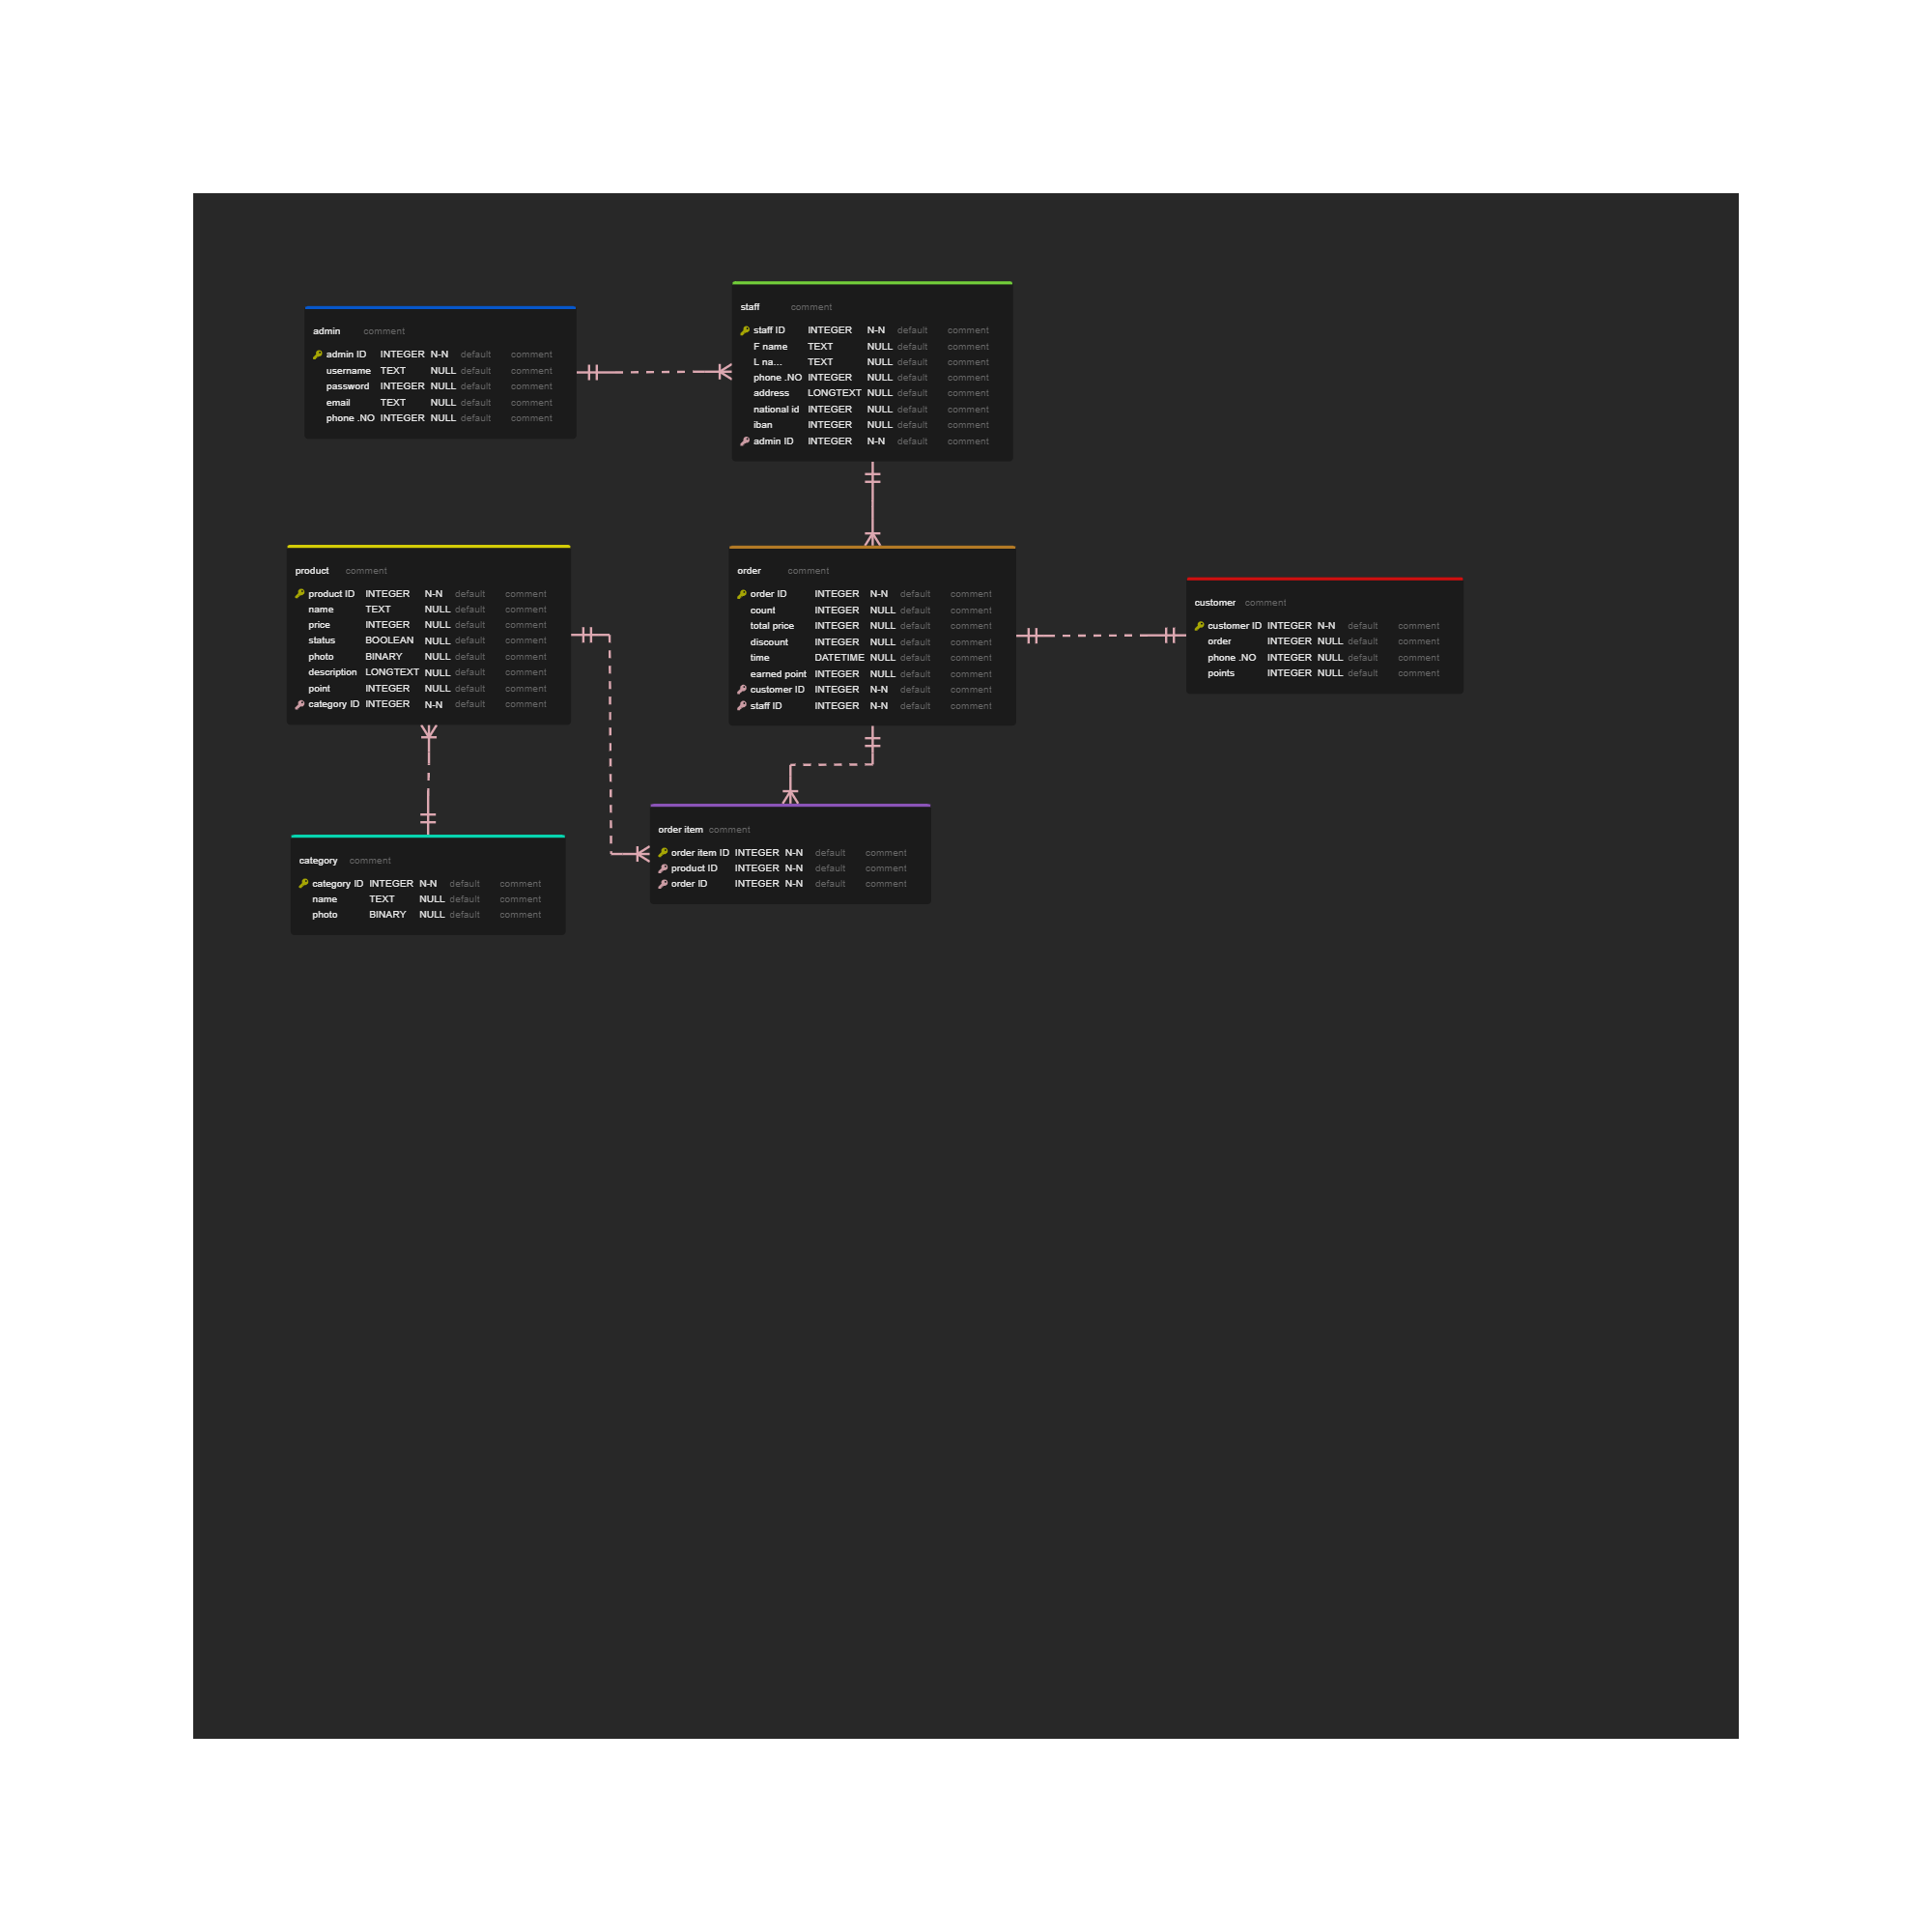 admin comment
admin ID INTEGER N-N default comment
username TEXT NULL default comment
password INTEGER NULL default comment
email TEXT NULL default comment
phone .NO INTEGER NULL default comment
staff comment
staff ID INTEGER N-N default comment
F name TEXT NULL default comment
L na... TEXT NULL default comment
phone .NO INTEGER NULL default comment
address LONGTEXT NULL default comment
national id INTEGER NULL default comment
iban INTEGER NULL default comment
admin ID INTEGER N-N default comment
product comment
product ID INTEGER N-N default comment
name TEXT NULL default comment
price INTEGER NULL default comment
status BOOLEAN NULL default comment
photo BINARY NULL default comment
description LONGTEXT NULL default comment
point INTEGER NULL default comment
category ID INTEGER N-N default comment
order comment
order ID INTEGER N-N default comment
count INTEGER NULL default comment
total price INTEGER NULL default comment
discount INTEGER NULL default comment
time DATETIME NULL default comment
earned point INTEGER NULL default comment
customer ID INTEGER N-N default comment
staff ID INTEGER N-N default comment
customer comment
customer ID INTEGER N-N default comment
order INTEGER NULL default comment
phone .NO INTEGER NULL default comment
points INTEGER NULL default comment
category comment
category ID INTEGER N-N default comment
name TEXT NULL default comment
photo BINARY NULL default comment
order item comment
order item ID INTEGER N-N default comment
product ID INTEGER N-N default comment
order ID INTEGER N-N default comment